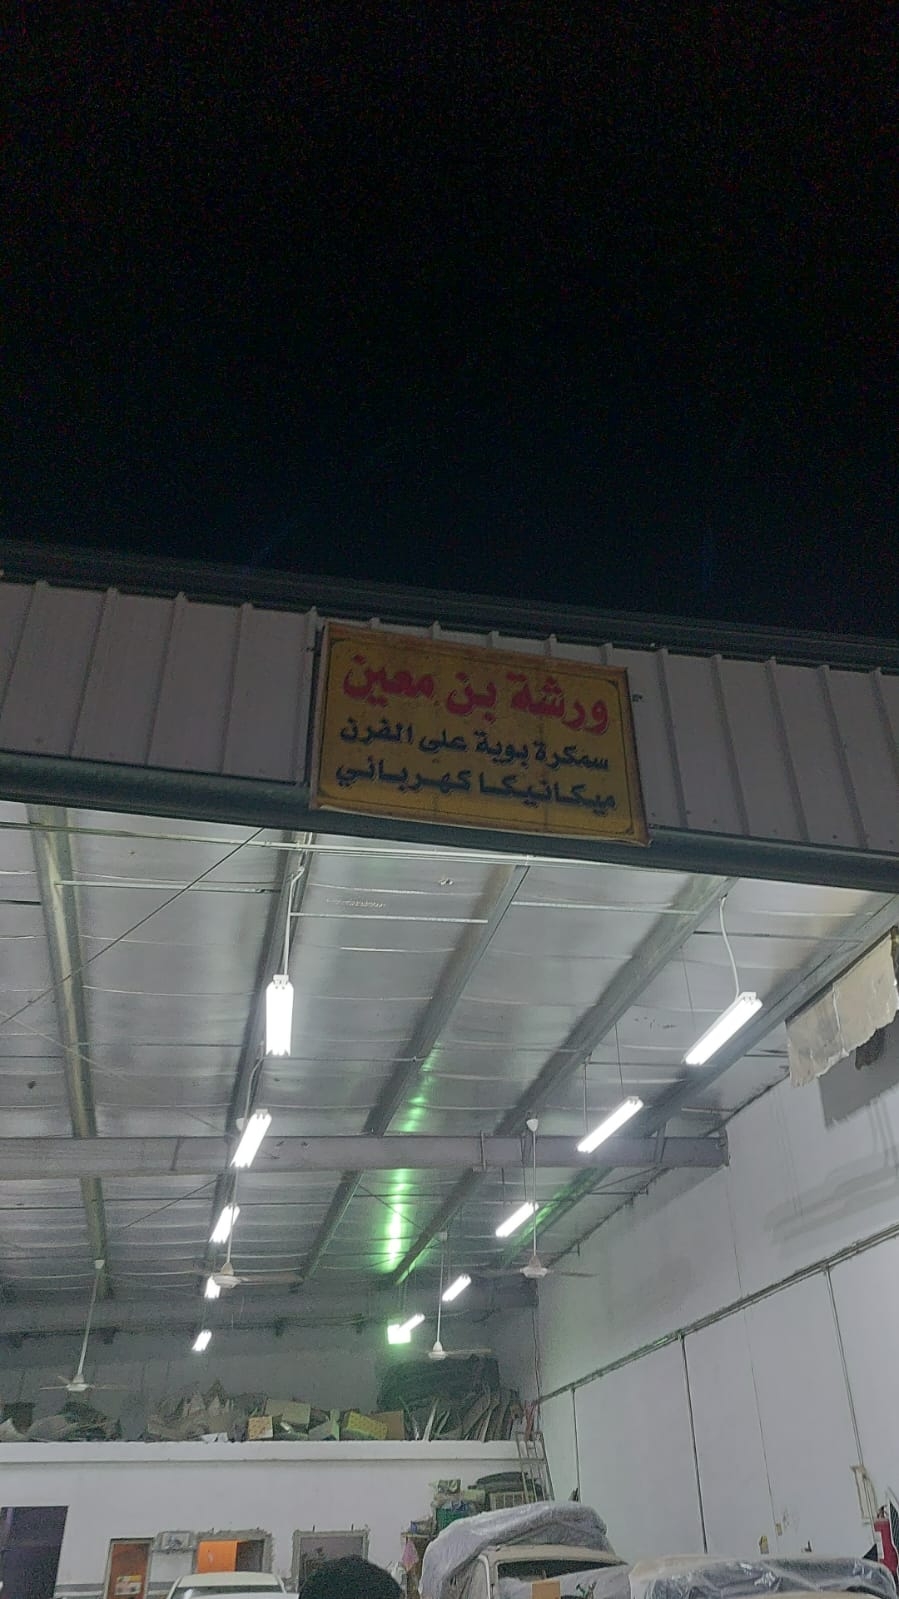 ورشة بن معين
سمكرة بوية على الفرن
ميكانيكا كهربائي